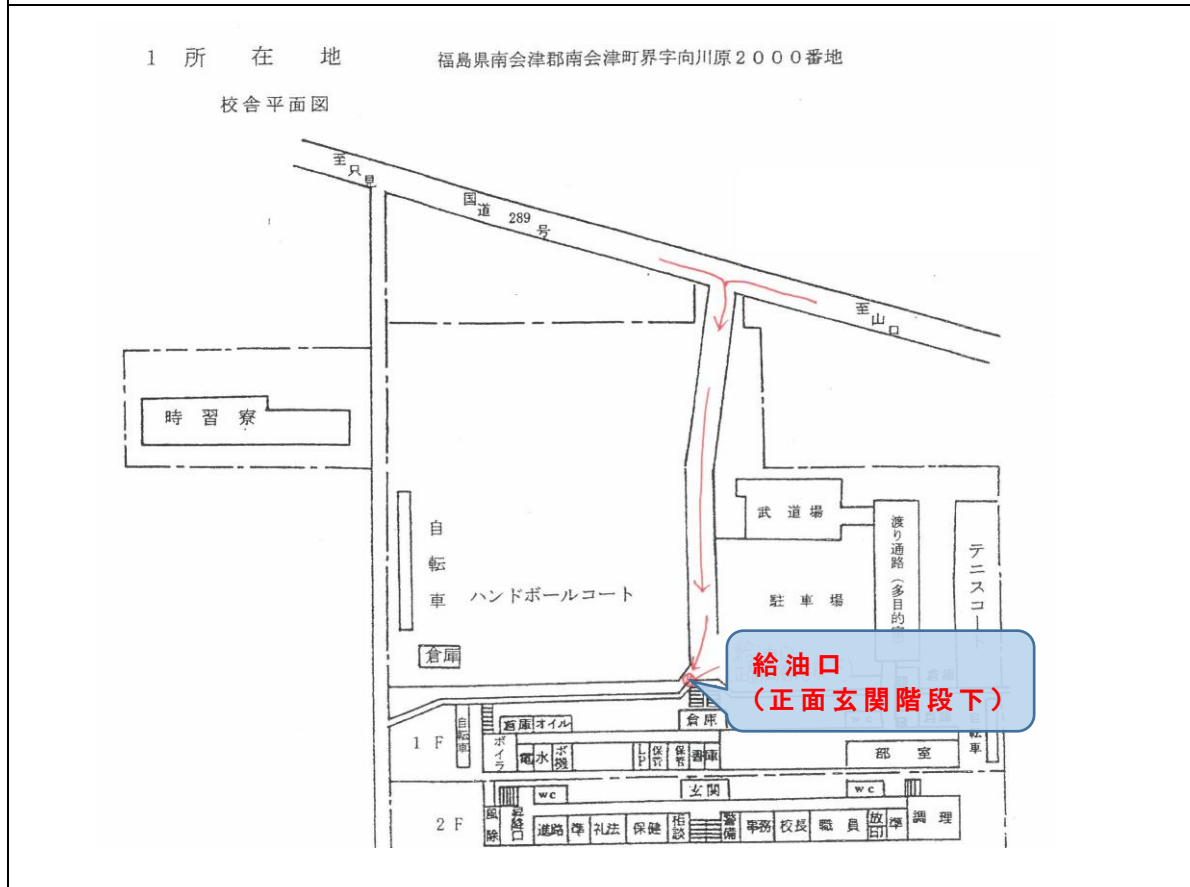 1 所 在 地 福島県南会津郡南会津町界字向川原2000番地
校舎平面図
至只見
国道289号
至山口
時習寮
自転車
ハンドボールコート
倉庫
武道場
駐車場
渡り通路（多目的室）
テニスコート
給油口
（正面玄関階段下）
1F
自転車
ボイラ
倉庫
オイル
電
水
ボ機
倉庫
LP
保管
保管
書庫
wc
倉庫
部室
自転車
2F
風除
昇降口
wc
進路
準
礼法
保健
相談
玄関
警備
事務
校長
職員
wc
放印
準
調理